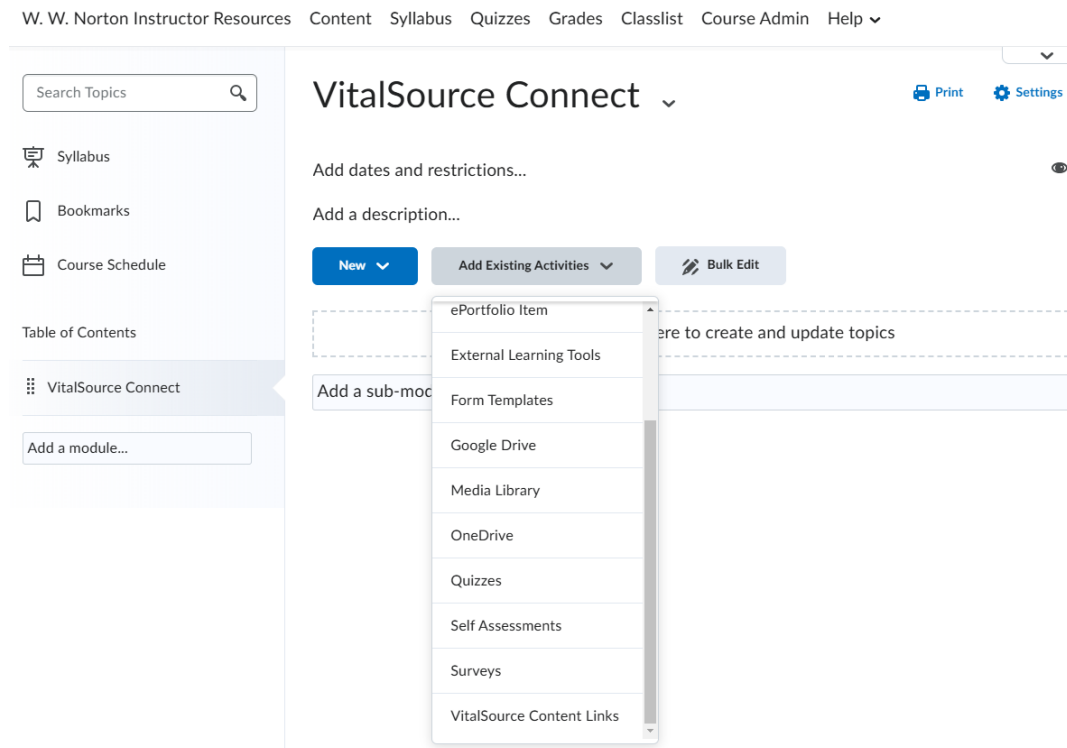 W. W. Norton Instructor Resources Content Syllabus Quizzes Grades Classlist Course Admin Help
Search Topics
Syllabus
Bookmarks
Course Schedule
Table of Contents
VitalSource Connect
Add a module...
VitalSource Connect
Print
Settings
Add dates and restrictions...
Add a description...
New
Add Existing Activities
Bulk Edit
ere to create and update topics
Add a sub-mod
ePortfolio Item
External Learning Tools
Form Templates
Google Drive
Media Library
OneDrive
Quizzes
Self Assessments
Surveys
VitalSource Content Links